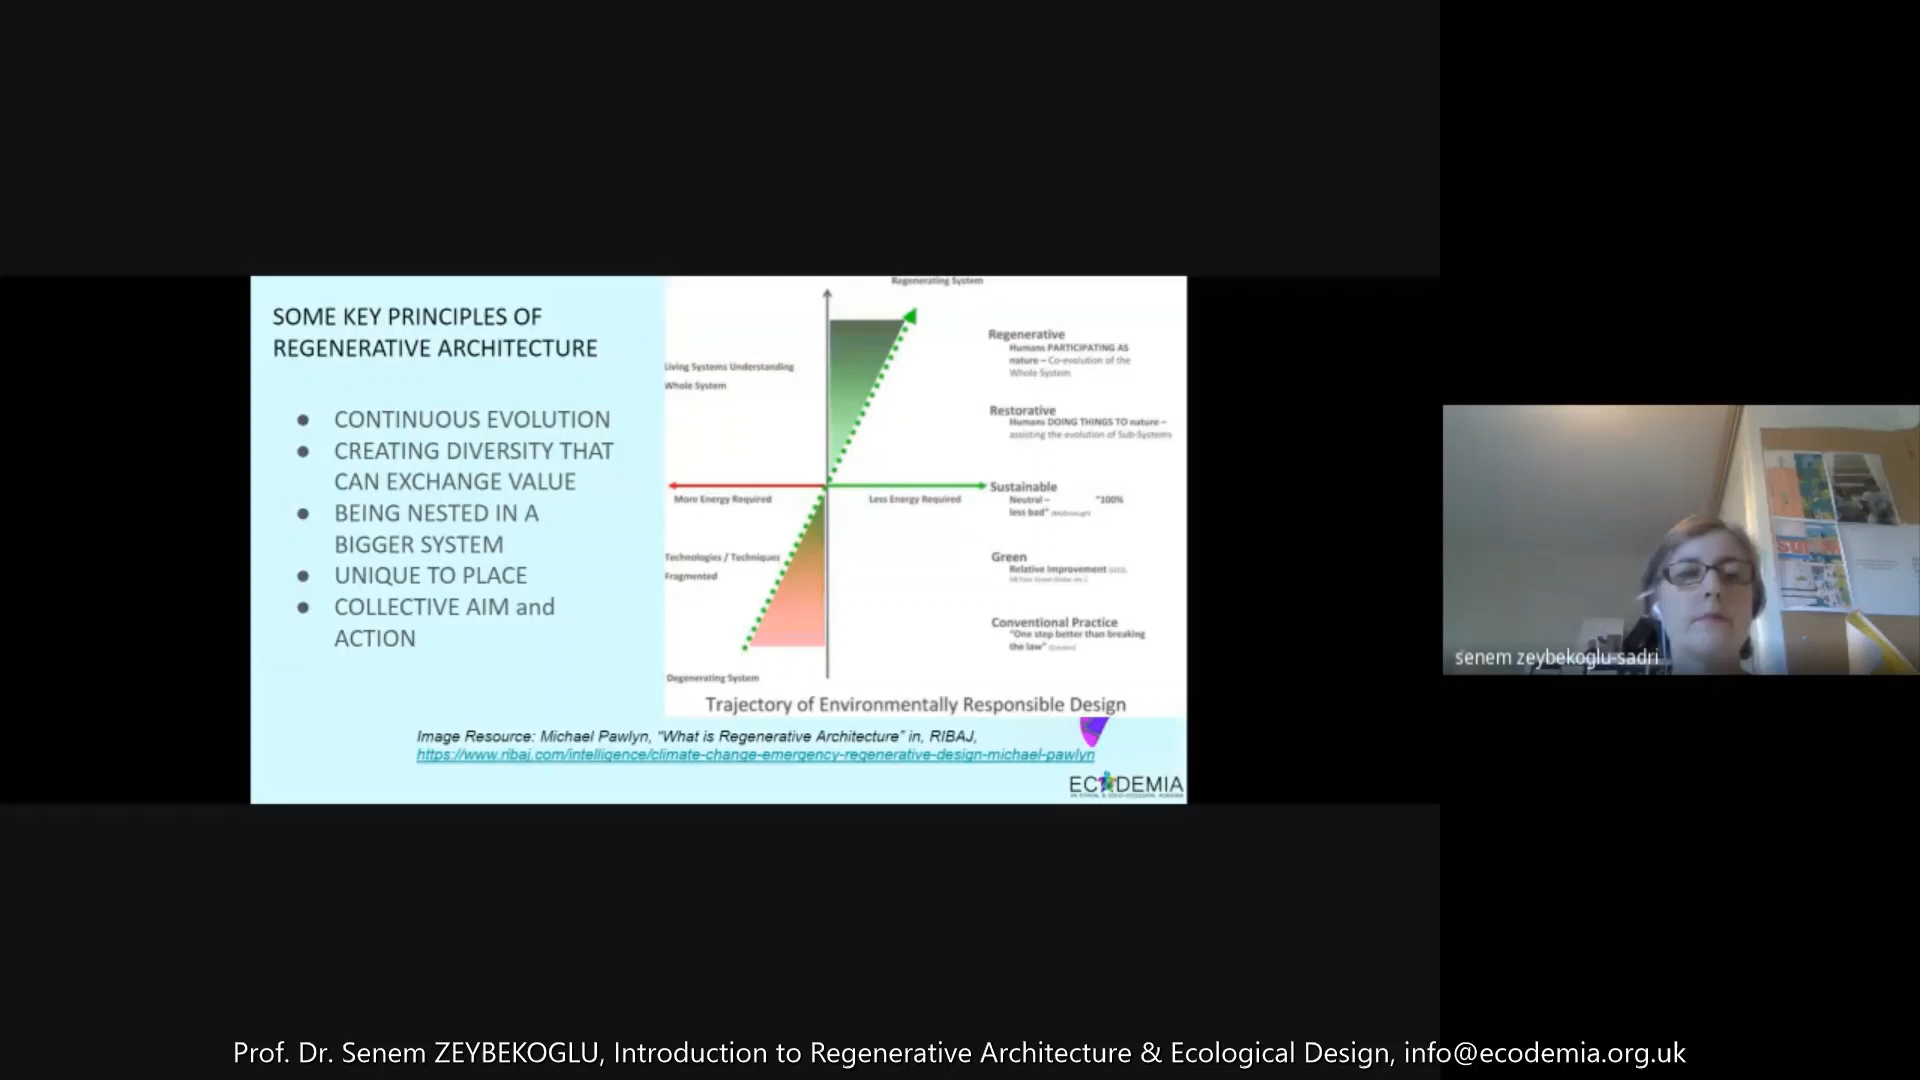 SOME KEY PRINCIPLES OF
REGENERATIVE ARCHITECTURE
● CONTINUOUS EVOLUTION
● CREATING DIVERSITY THAT
CAN EXCHANGE VALUE
● BEING NESTED IN A
BIGGER SYSTEM
● UNIQUE TO PLACE
● COLLECTIVE AIM and
ACTION
Regenerating System
Living Systems Understanding
Whole System
More Energy Required
Less Energy Required
Technologies / Techniques
Fragmented
Degenerating System
Regenerative
Humans PARTICIPATING AS
nature – Co-evolution of the
Whole System
Restorative
Humans DOING THINGS TO nature –
assisting the evolution of Sub-Systems
Sustainable
Neutral – "100%
less bad"
Green
Relative Improvement
Conventional Practice
"One step better than breaking
the law"
Trajectory of Environmentally Responsible Design
Image Resource: Michael Pawlyn, "What is Regenerative Architecture" in, RIBAJ,
https://www.ribaj.com/intelligence/climate-change-emergency-regenerative-design-michael-pawlyn
ECODEMIA
senem zeybekoglu-sadri
Prof. Dr. Senem ZEYBEKOGLU, Introduction to Regenerative Architecture & Ecological Design, info@ecodemia.org.uk